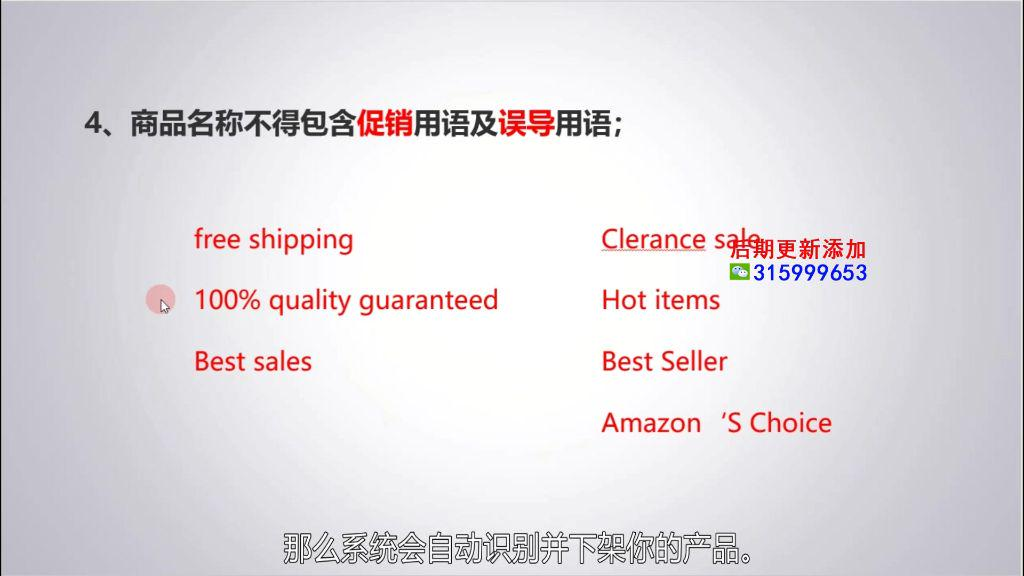 4、商品名称不得包含促销用语及误导用语；
free shipping
Clerance sale
后期更新添加
315999653
100% quality guaranteed
Hot items
Best sales
Best Seller
Amazon ‘S Choice
那么系统会自动识别并下架你的产品。